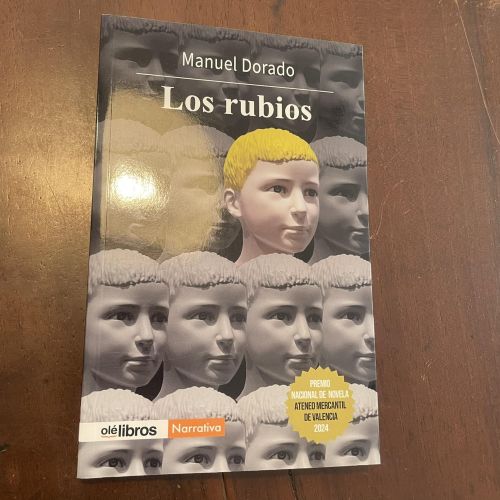 Manuel Dorado
Los rubios
PREMIO
NACIONAL DE NOVELA
ATENEO MERCANTIL
DE VALENCIA
2024
olélibros Narrativa